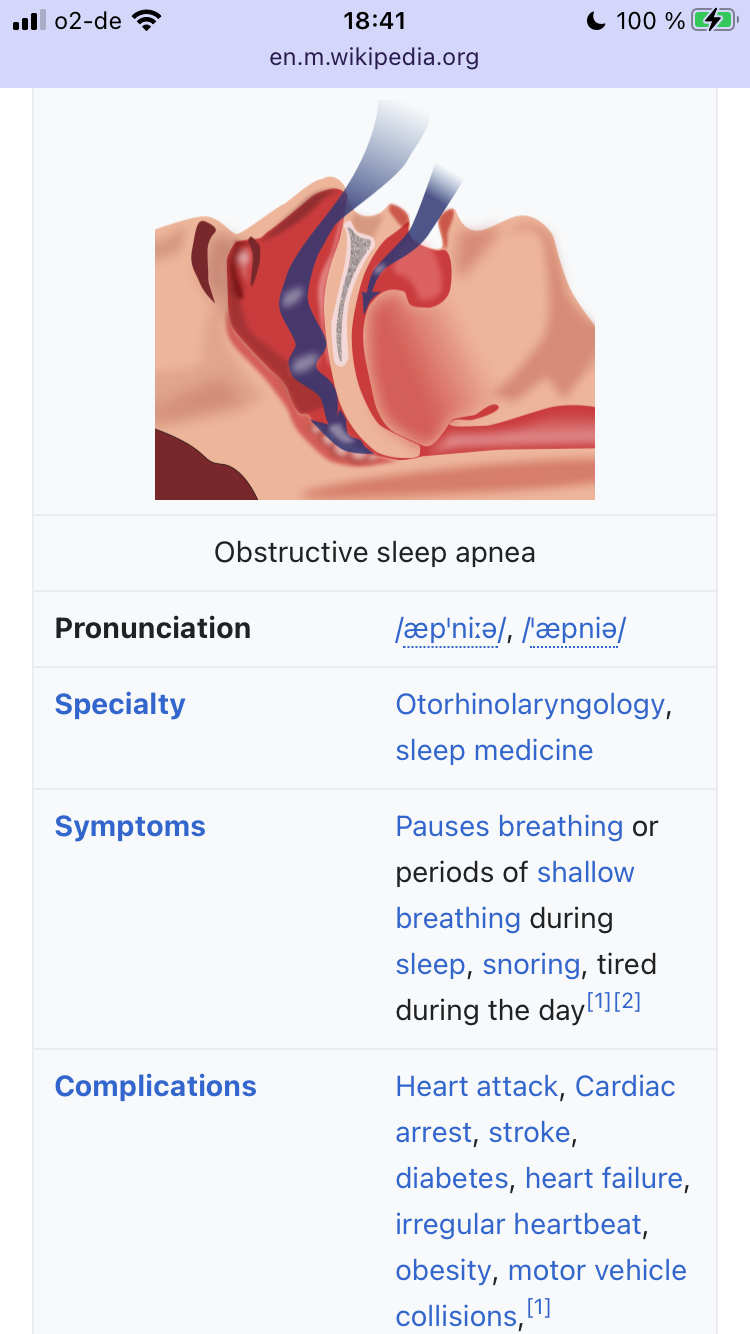 o2-de 18:41 100 %
en.m.wikipedia.org
Obstructive sleep apnea
Pronunciation /æpˈniːə/, /ˈæpniə/
Specialty Otorhinolaryngology,
sleep medicine
Symptoms Pauses breathing or
periods of shallow
breathing during
sleep, snoring, tired
during the day[1][2]
Complications Heart attack, Cardiac
arrest, stroke,
diabetes, heart failure,
irregular heartbeat,
obesity, motor vehicle
collisions,[1]